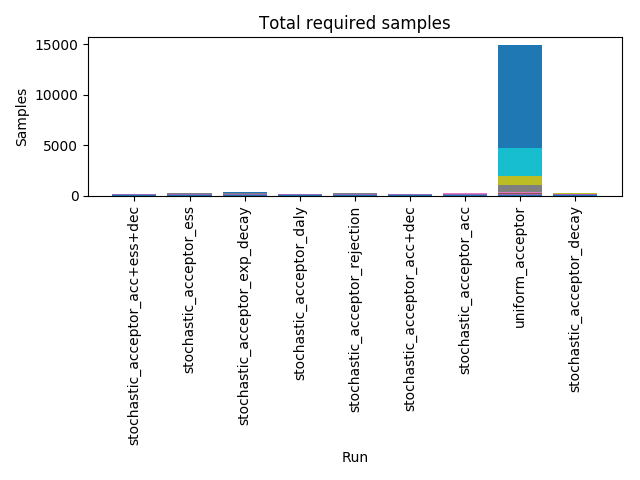 Total required samples
Samples
15000
10000
5000
0
stochastic_acceptor_acc+ess+dec
stochastic_acceptor_ess
stochastic_acceptor_exp_decay
stochastic_acceptor_daly
stochastic_acceptor_rejection
stochastic_acceptor_acc+dec
stochastic_acceptor_acc
uniform_acceptor
stochastic_acceptor_decay
Run